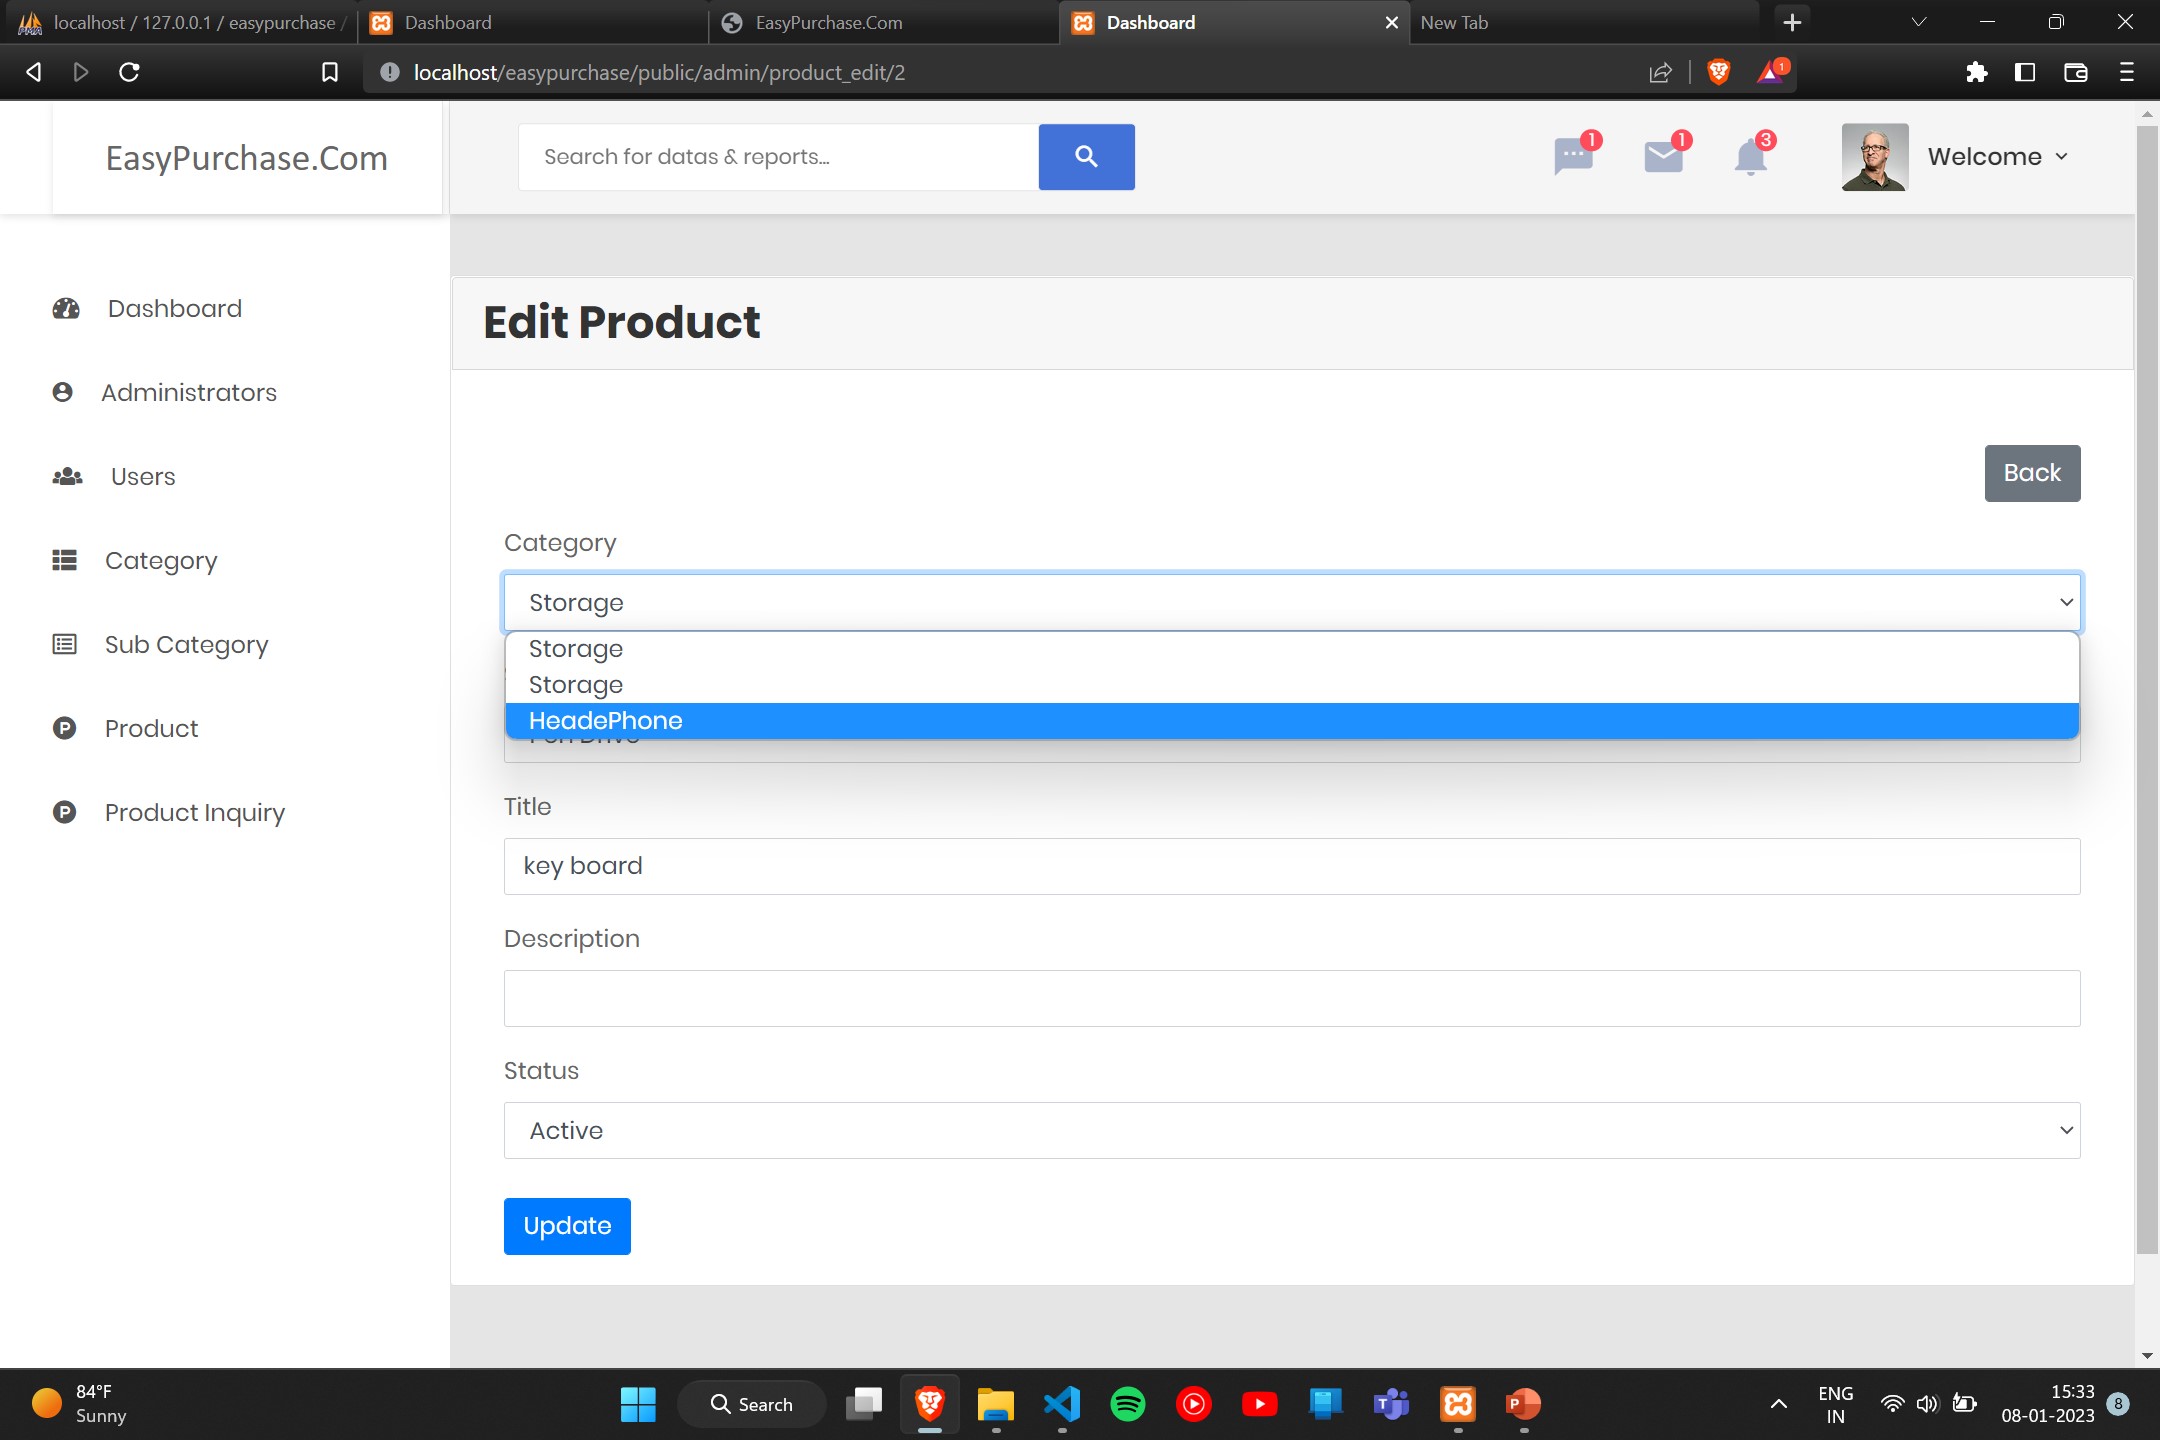 localhost / 127.0.0.1 / easypurchase /
Dashboard
EasyPurchase.Com
Dashboard
New Tab
localhost/easypurchase/public/admin/product_edit/2
1
EasyPurchase.Com
Search for datas & reports...
1
1
3
Welcome
Dashboard
Administrators
Users
Category
Sub Category
Product
Product Inquiry
Edit Product
Back
Category
Storage
Storage
Storage
HeadePhone
Title
key board
Description
Status
Active
Update
84°F
Sunny
Search
ENG
IN
15:33
08-01-2023
8